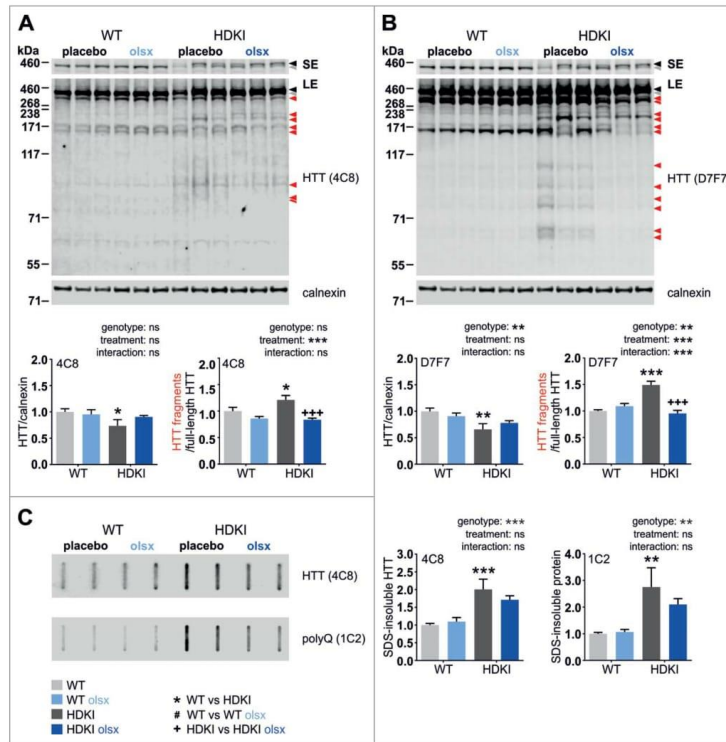 A
WT HDKI
kDa placebo olsx placebo olsx
460 SE
460 LE
268
238
171
117
HTT (4C8)
71
55
calnexin
71
genotype: ns
treatment: ns
interaction: ns
4C8
HTT/calnexin
2.0
1.5
1.0
0.5
0.0
*
WT HDKI
genotype: ns
treatment: ***
interaction: ns
4C8
HTT fragments
/full-length HTT
2.0
1.5
1.0
0.5
0.0
*
+++
WT HDKI
B
WT HDKI
kDa placebo olsx placebo olsx
460 SE
460 LE
268
238
171
117
HTT (D7F7)
71
55
calnexin
71
genotype: **
treatment: ns
interaction: ns
D7F7
HTT/calnexin
2.0
1.5
1.0
0.5
0.0
**
WT HDKI
genotype: **
treatment: ***
interaction: ***
D7F7
HTT fragments
/full-length HTT
2.0
1.5
1.0
0.5
0.0
***
+++
WT HDKI
C
WT HDKI
placebo olsx placebo olsx
HTT (4C8)
polyQ (1C2)
WT
WT olsx
HDKI
HDKI olsx
* WT vs HDKI
# WT vs WT olsx
+ HDKI vs HDKI olsx
genotype: ***
treatment: ns
interaction: ns
4C8
SDS-insoluble HTT
3.0
2.5
2.0
1.5
1.0
0.5
0.0
***
WT HDKI
genotype: **
treatment: ns
interaction: ns
1C2
SDS-insoluble protein
4.0
3.0
2.0
1.0
0.0
**
WT HDKI